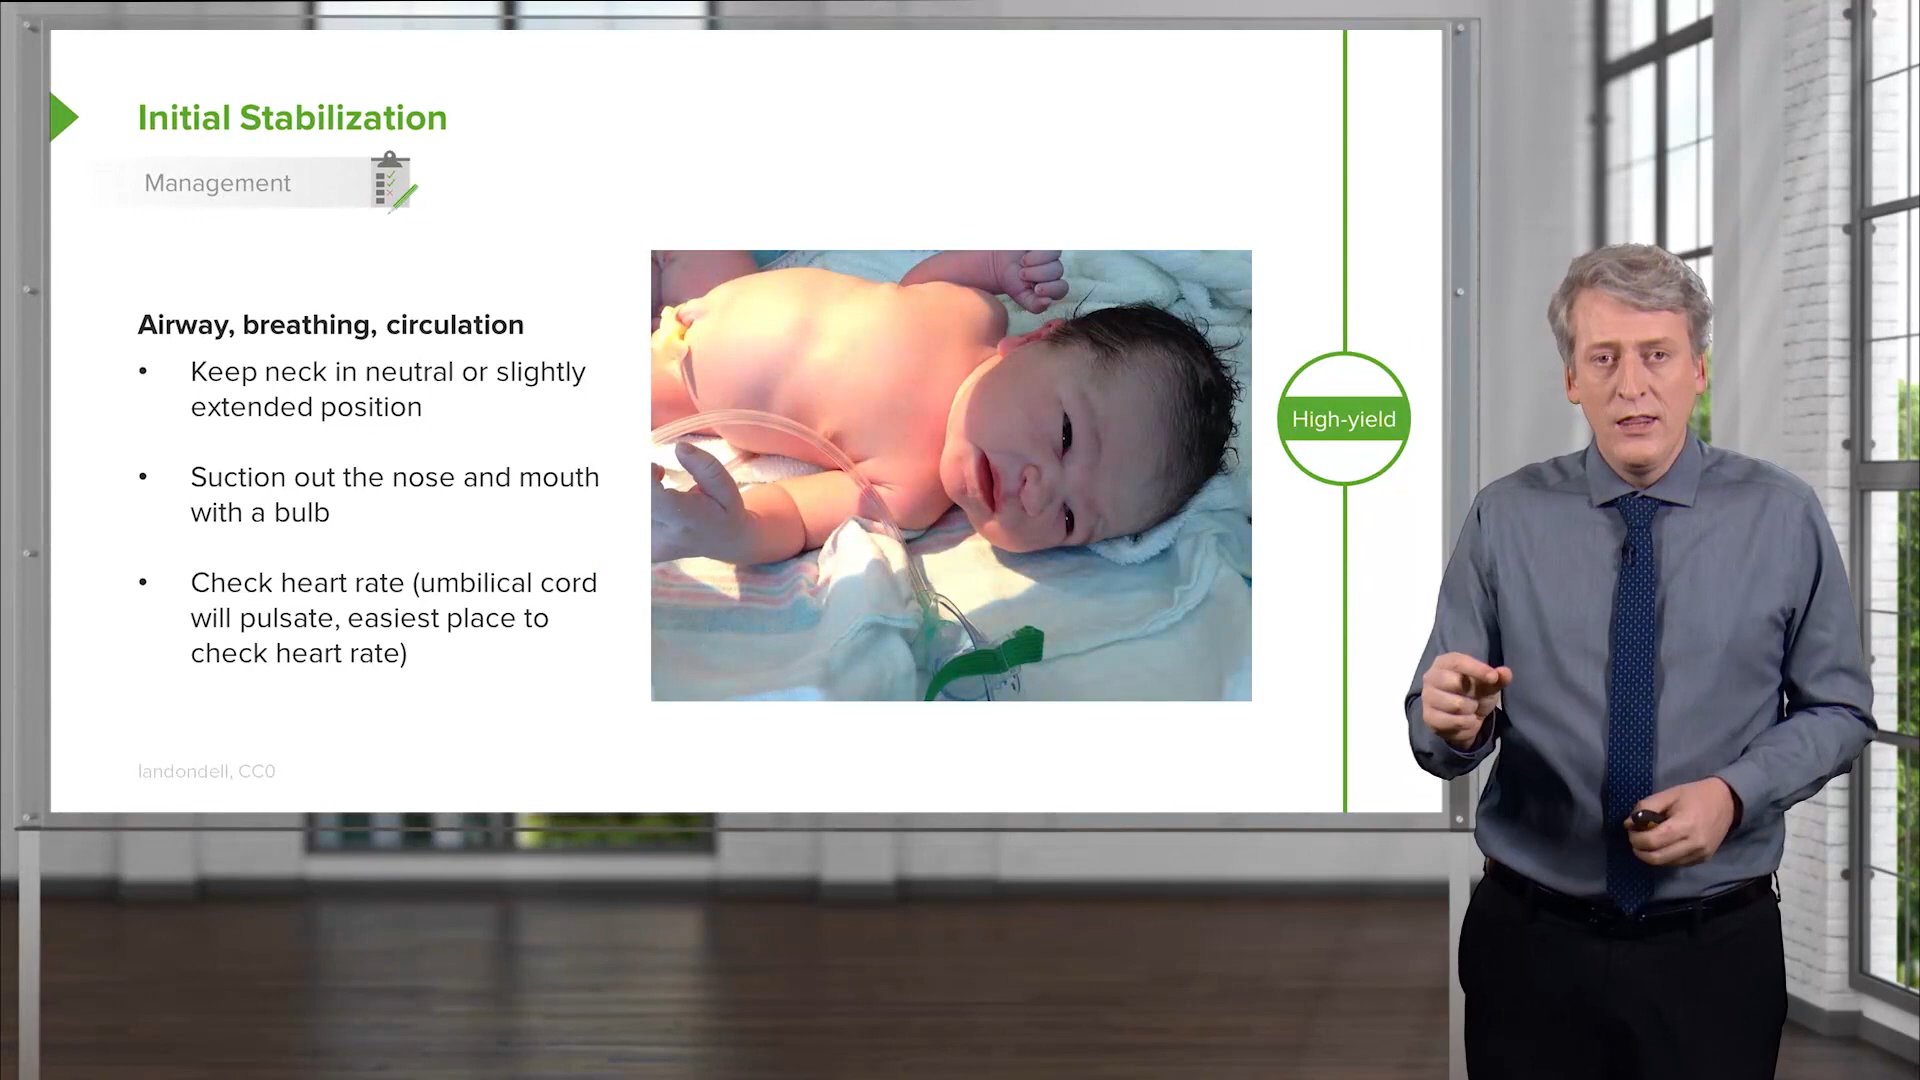 Initial Stabilization
Management
Airway, breathing, circulation
• Keep neck in neutral or slightly
extended position
• Suction out the nose and mouth
with a bulb
• Check heart rate (umbilical cord
will pulsate, easiest place to
check heart rate)
High-yield
landondell, CC0